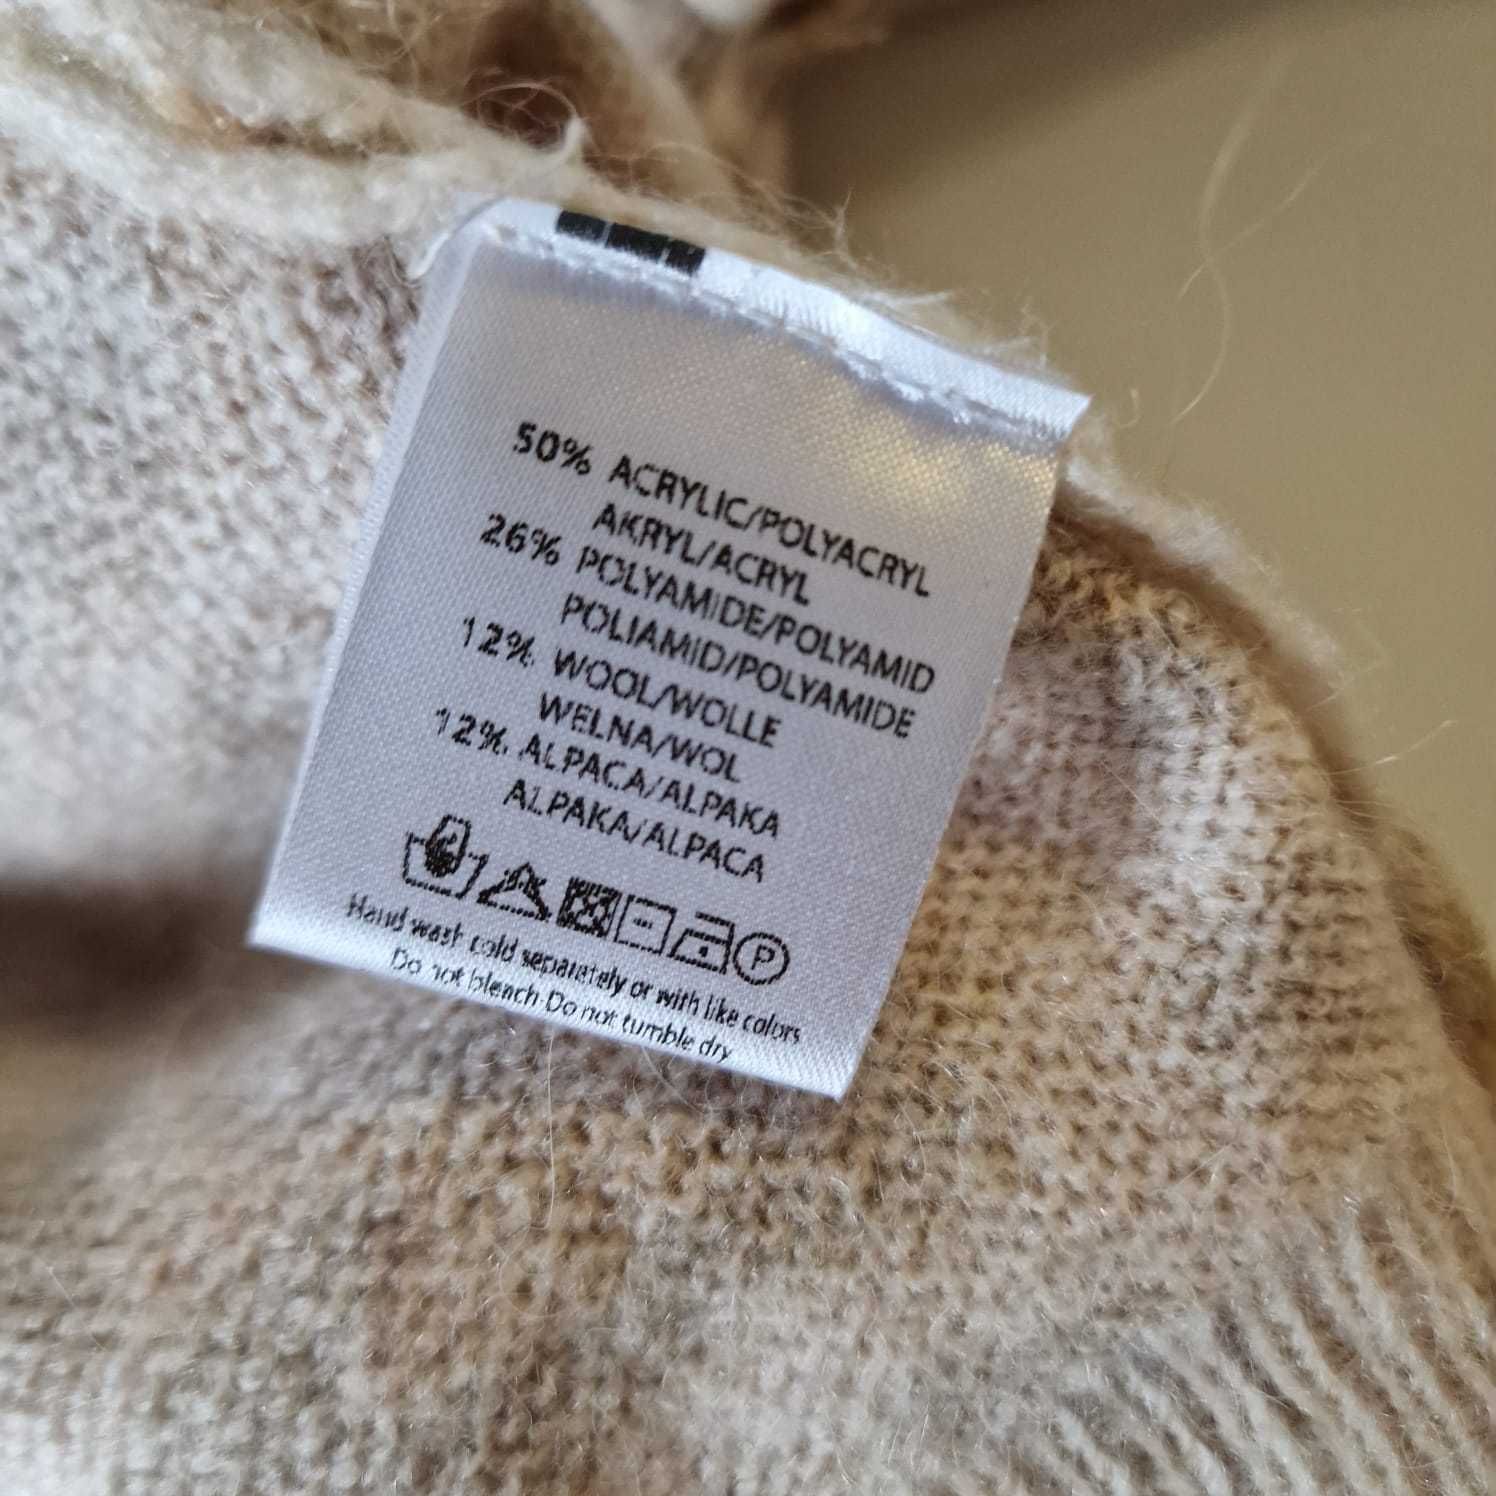 50% ACRYLIC/POLYACRYL
AKRYL/ACRYL
26% POLYAMIDE/POLYAMID
POLIAMID/POLYAMIDE
12% WOOL/WOLLE
WELNA/WOL
12% ALPACA/ALPAKA
ALPAKA/ALPACA
P
Hand wash cold separately or with like colors
Do not bleach Do not tumble dry